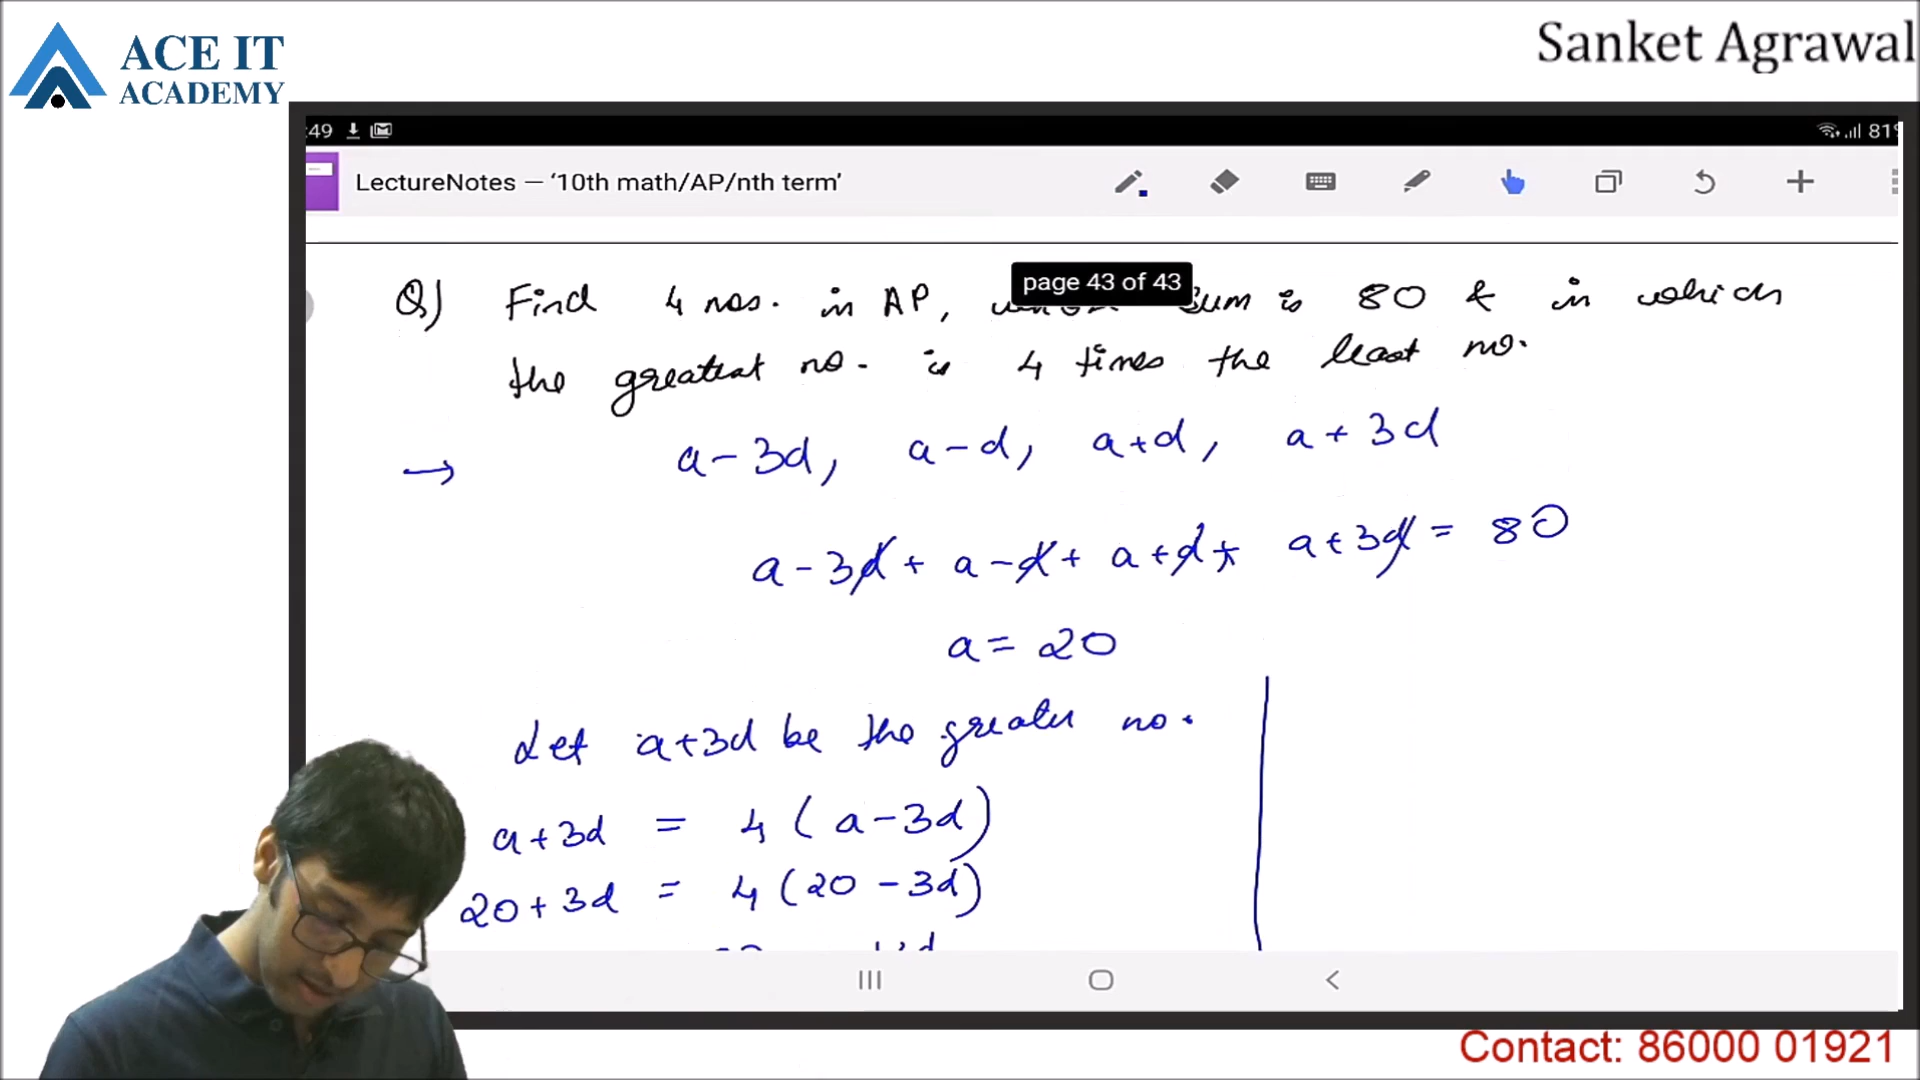 ACE IT
ACADEMY
Sanket Agrawal
:49
81%
LectureNotes — ‘10th math/AP/nth term’
page 43 of 43
Q) Find 4 nos. in AP, sum is 80 & in which
the greatest no. is 4 times the least no.
→ a - 3d, a - d, a + d, a + 3d
a - 3d + a - d + a + d + a + 3d = 80
a = 20
Let a+3d be the greater no.
a + 3d = 4 ( a - 3d )
20 + 3d = 4 ( 20 - 3d )
Contact: 86000 01921